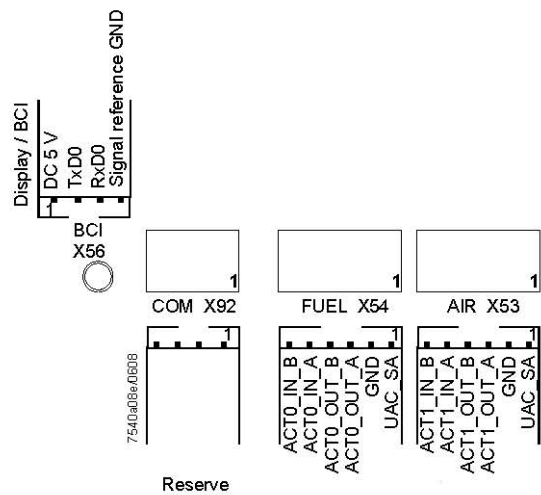 Display / BCI
DC 5 V
TxD0
RxD0
Signal reference GND
1
BCI
X56
1
COM X92
1
FUEL X54
1
AIR X53
1
1
1
7540a08e/0608
ACT0_IN_B
ACT0_IN_A
ACT0_OUT_B
ACT0_OUT_A
GND
UAC_SA
ACT1_IN_B
ACT1_IN_A
ACT1_OUT_B
ACT1_OUT_A
GND
UAC_SA
Reserve